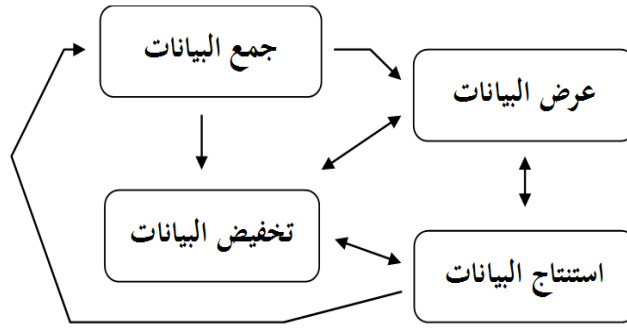 جمع البيانات
عرض البيانات
تخفيض البيانات
استنتاج البيانات